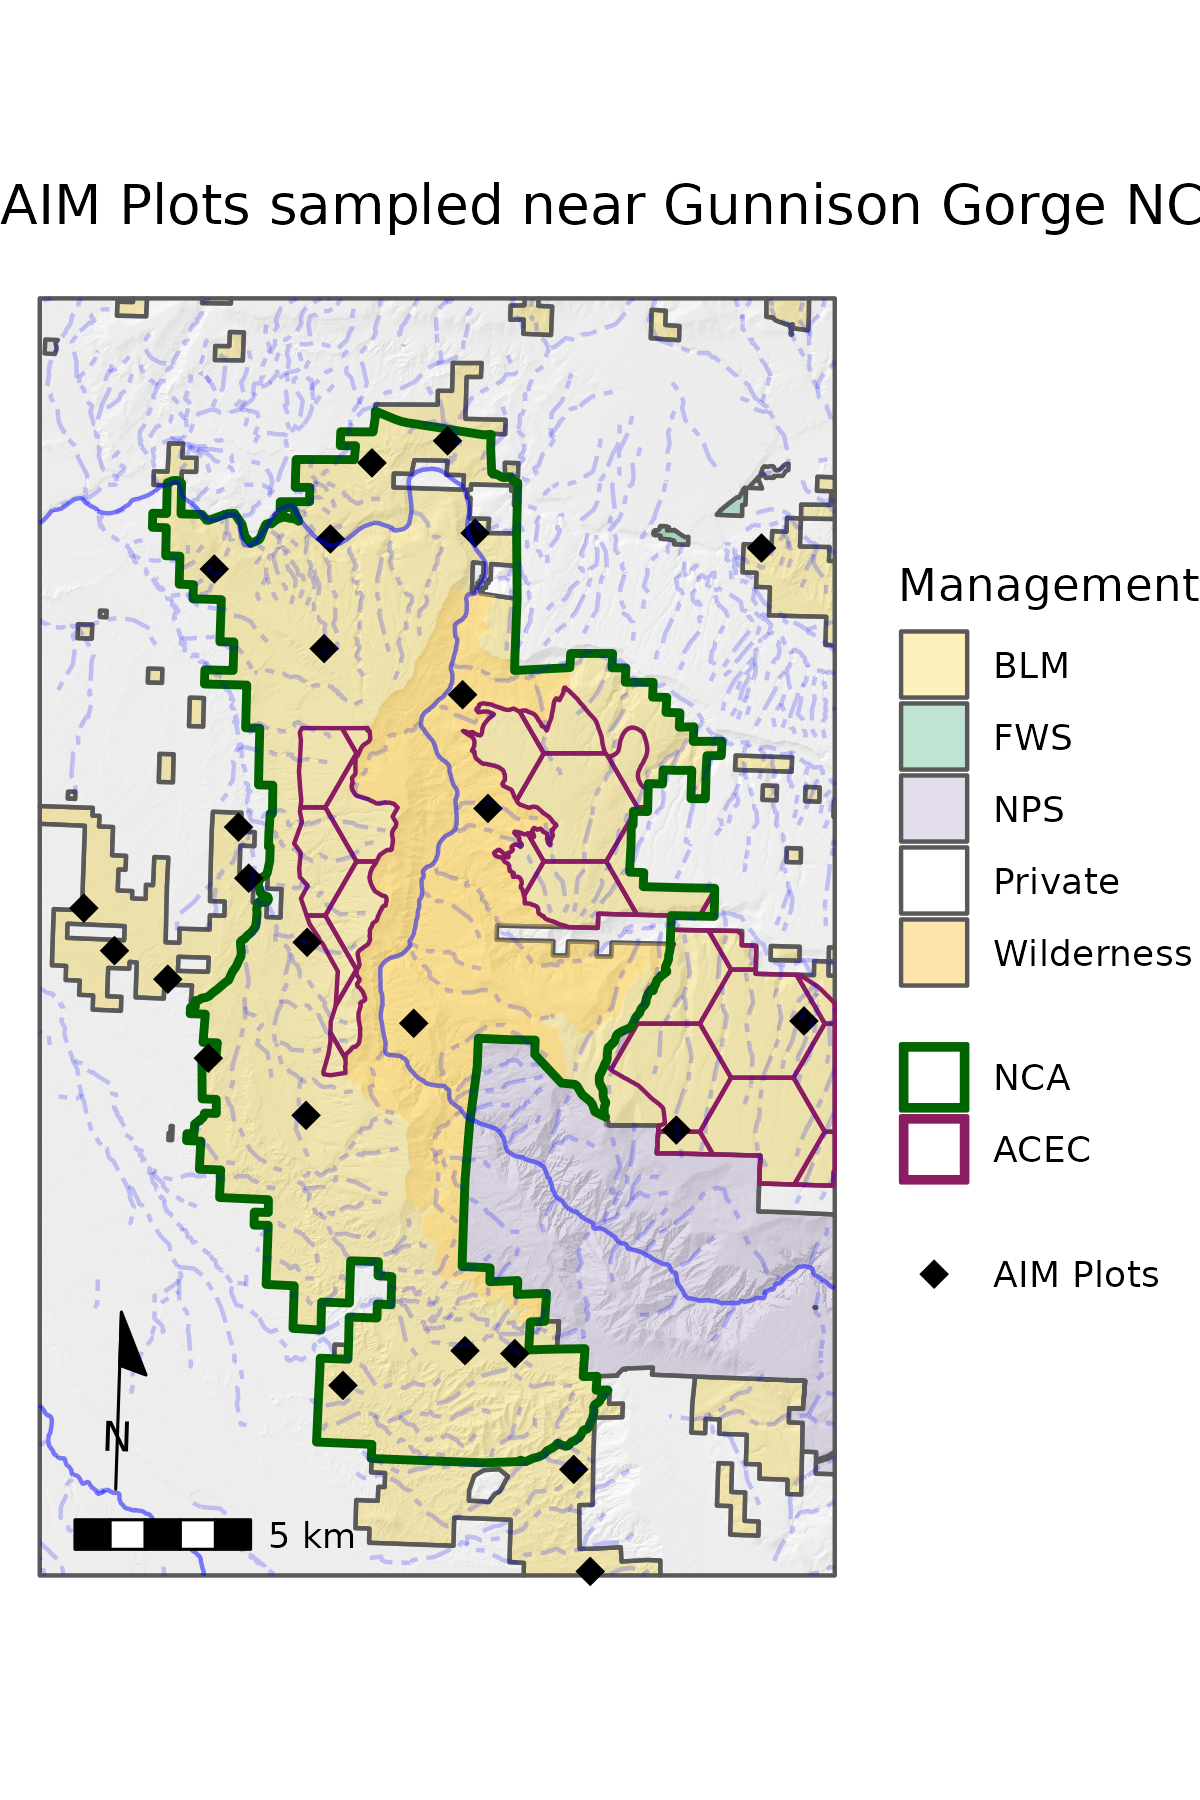 AIM Plots sampled near Gunnison Gorge NC
Management
BLM
FWS
NPS
Private
Wilderness
NCA
ACEC
AIM Plots
N
5 km